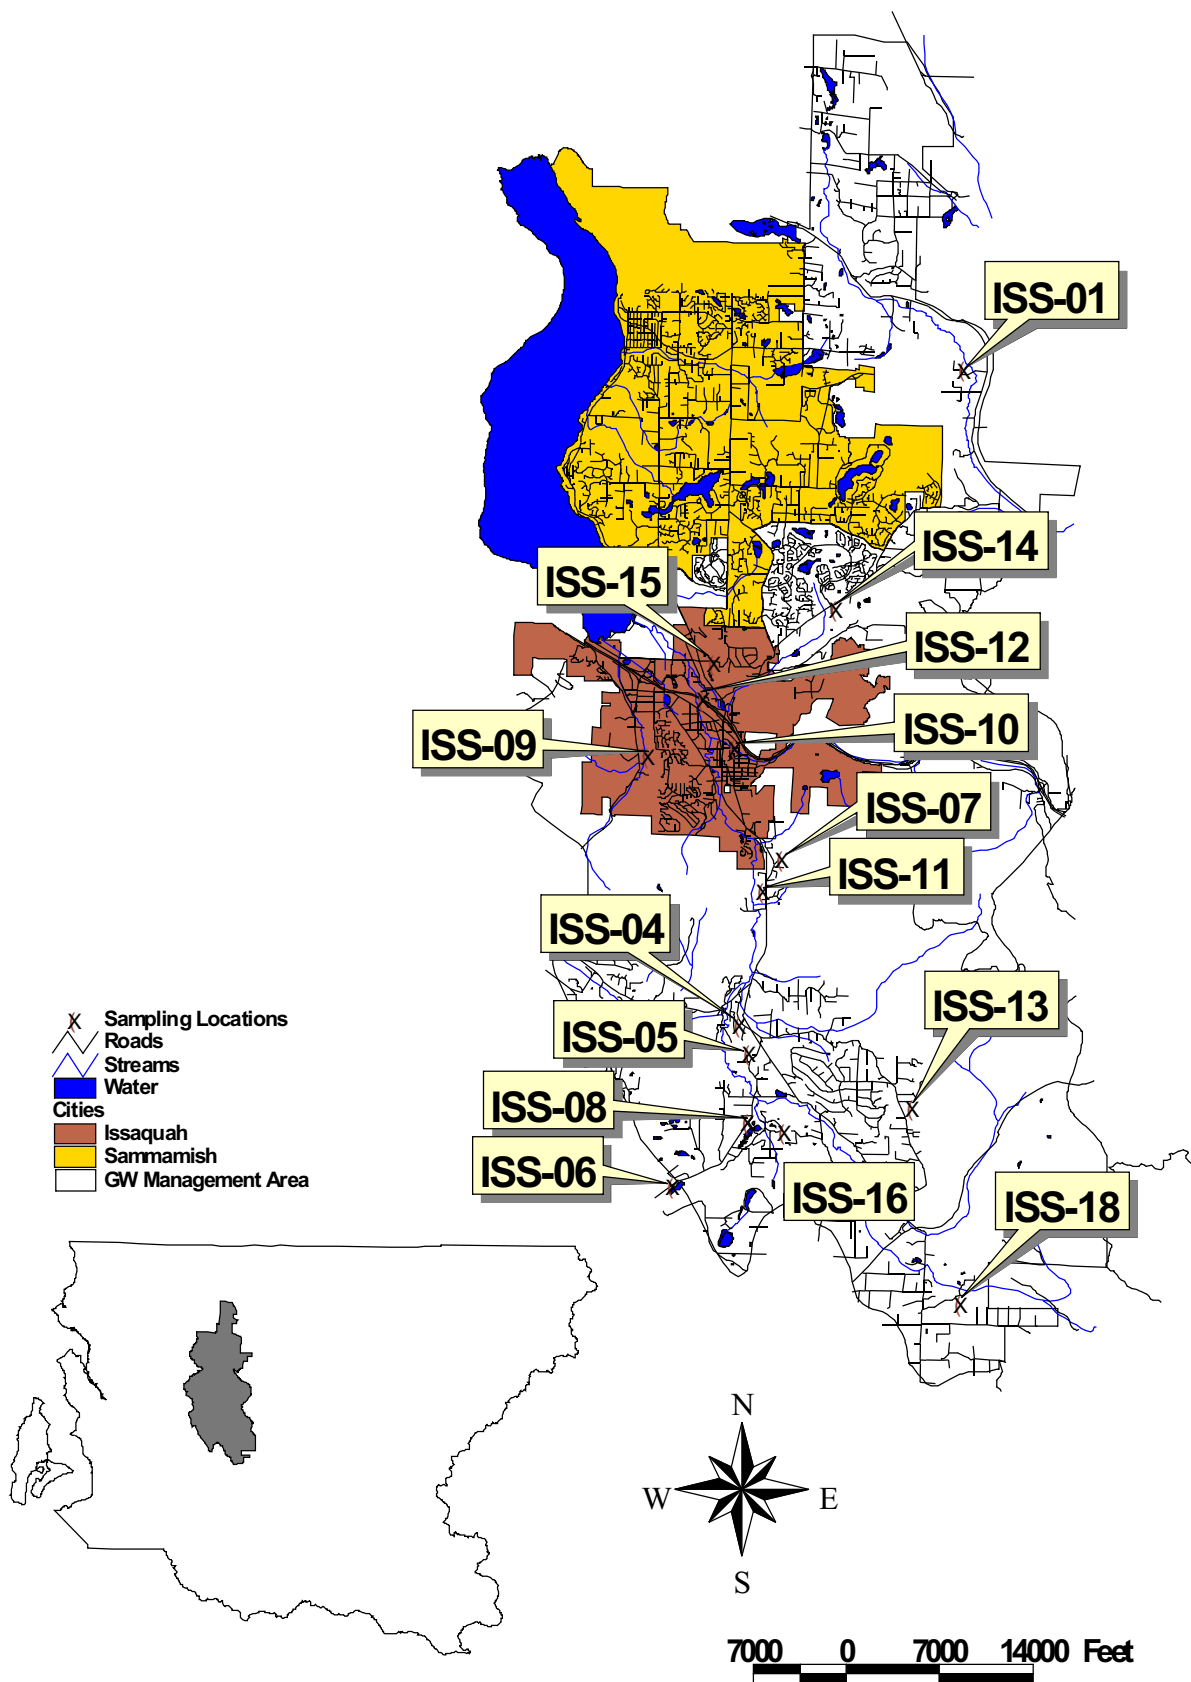 ISS-01
ISS-14
ISS-15
ISS-12
ISS-10
ISS-09
ISS-07
ISS-11
ISS-04
ISS-13
ISS-05
ISS-08
ISS-06
ISS-16
ISS-18
Sampling Locations
Roads
Streams
Water
Cities
Issaquah
Sammamish
GW Management Area
N
W E
S
7000 0 7000 14000 Feet